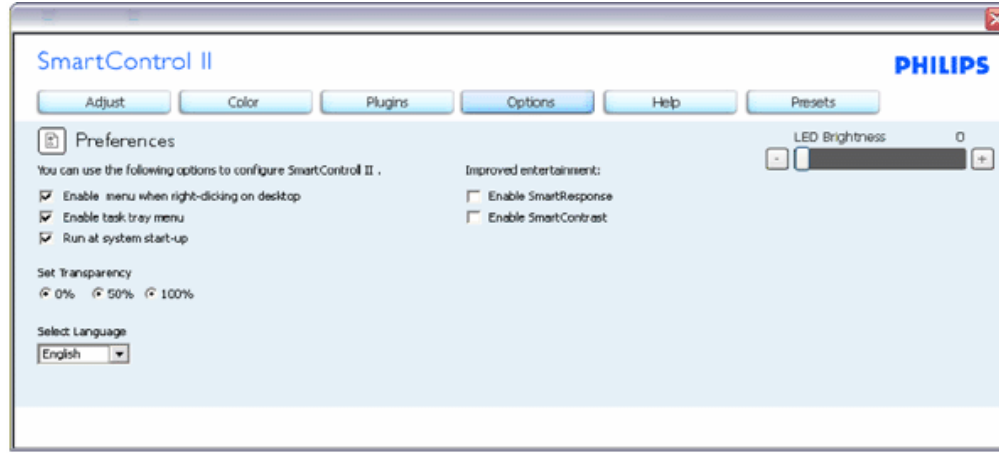 SmartControl II
PHILIPS
Adjust Color Plugins Options Help Presets
Preferences
LED Brightness 0
- +
You can use the following options to configure SmartControl II .
Improved entertainment:
Enable menu when right-clicking on desktop
Enable SmartResponse
Enable task tray menu
Enable SmartContrast
Run at system start-up
Set Transparency
0% 50% 100%
Select Language
English